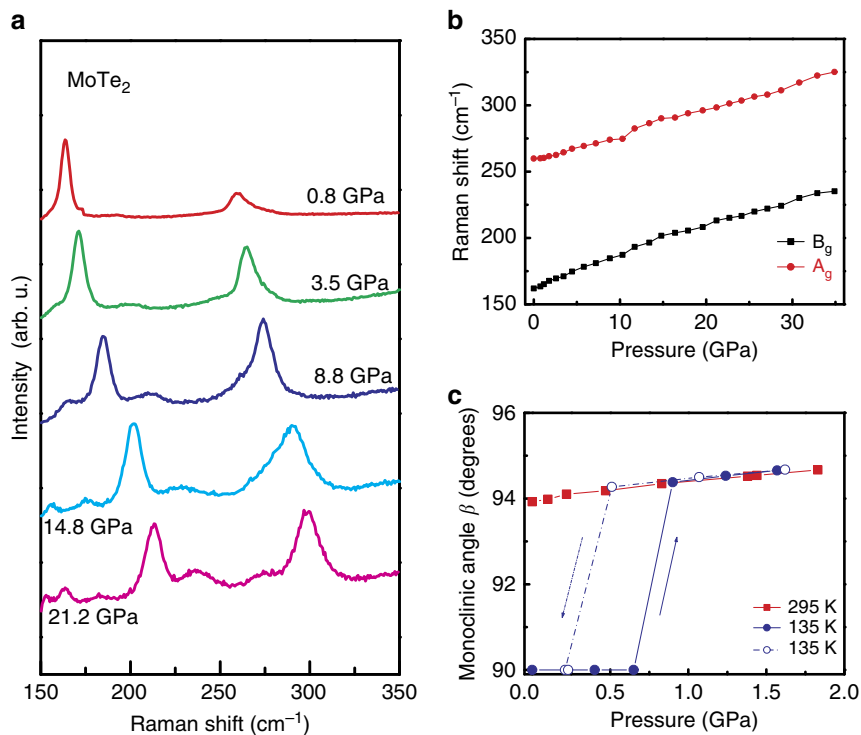 a
MoTe₂
0.8 GPa
3.5 GPa
8.8 GPa
14.8 GPa
21.2 GPa
Intensity (arb. u.)
150 200 250 300 350
Raman shift (cm⁻¹)
b
350
300
250
200
150
Raman shift (cm⁻¹)
B_g
A_g
0 10 20 30
Pressure (GPa)
c
96
94
92
90
Monoclinic angle β (degrees)
295 K
135 K
135 K
0.0 0.5 1.0 1.5 2.0
Pressure (GPa)